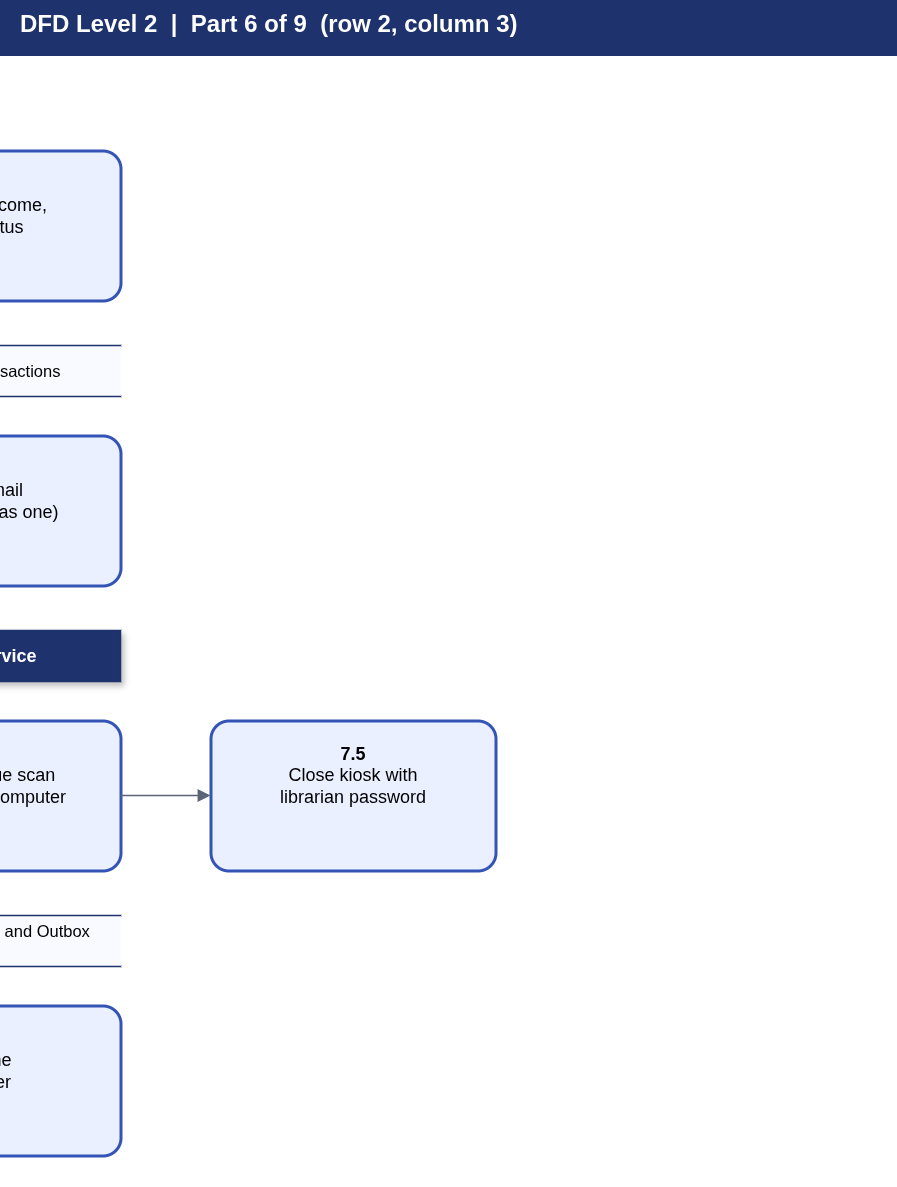 DFD Level 2 | Part 6 of 9 (row 2, column 3)
come,
tus
sactions
nail
as one)
rvice
e scan
omputer
7.5
Close kiosk with
librarian password
and Outbox
e
er